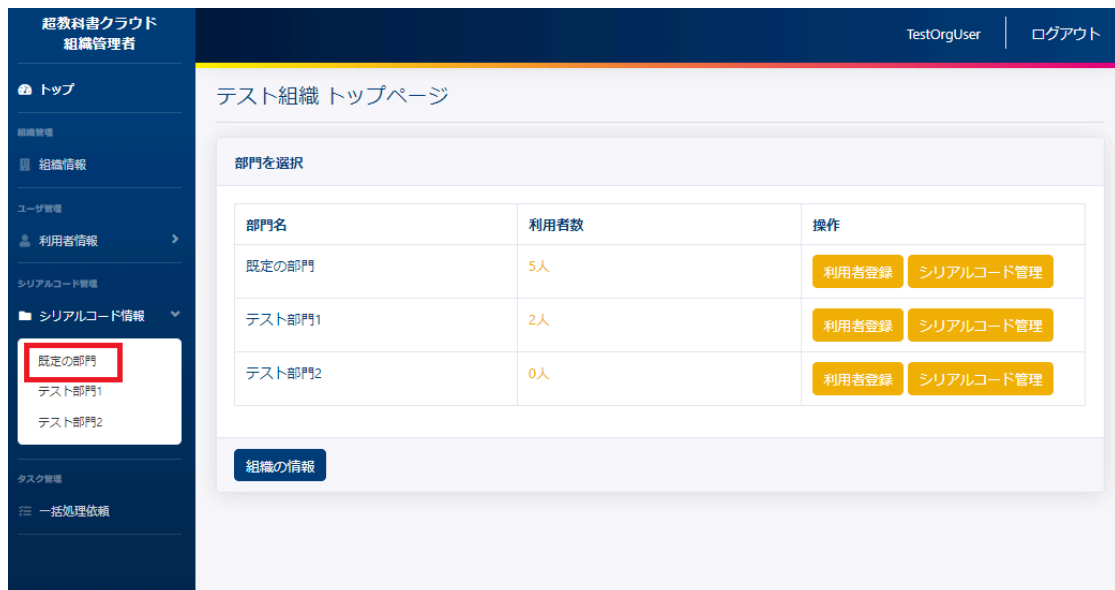 超教科書クラウド
組織管理者
TestOrgUser
ログアウト
トップ
組織管理
組織情報
ユーザ管理
利用者情報
シリアルコード管理
シリアルコード情報
既定の部門
テスト部門1
テスト部門2
タスク管理
一括処理依頼
テスト組織 トップページ
部門を選択
部門名 利用者数 操作
既定の部門 5人 利用者登録 シリアルコード管理
テスト部門1 2人 利用者登録 シリアルコード管理
テスト部門2 0人 利用者登録 シリアルコード管理
組織の情報